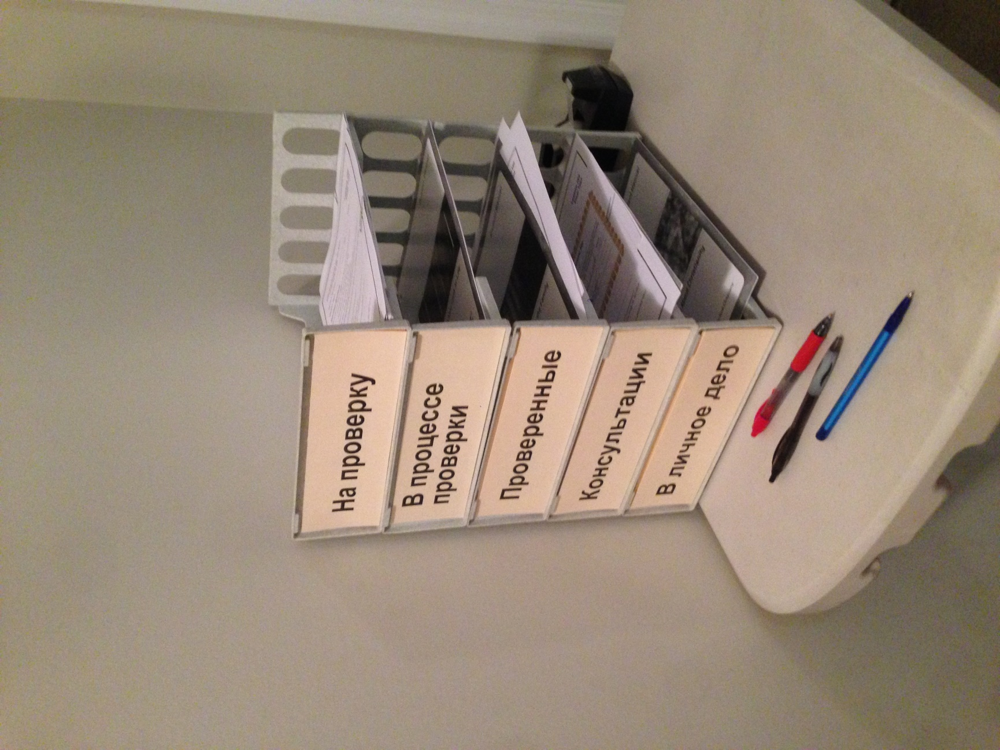 На проверку
В процессе
проверки
Проверенные
Консультации
В личное дело